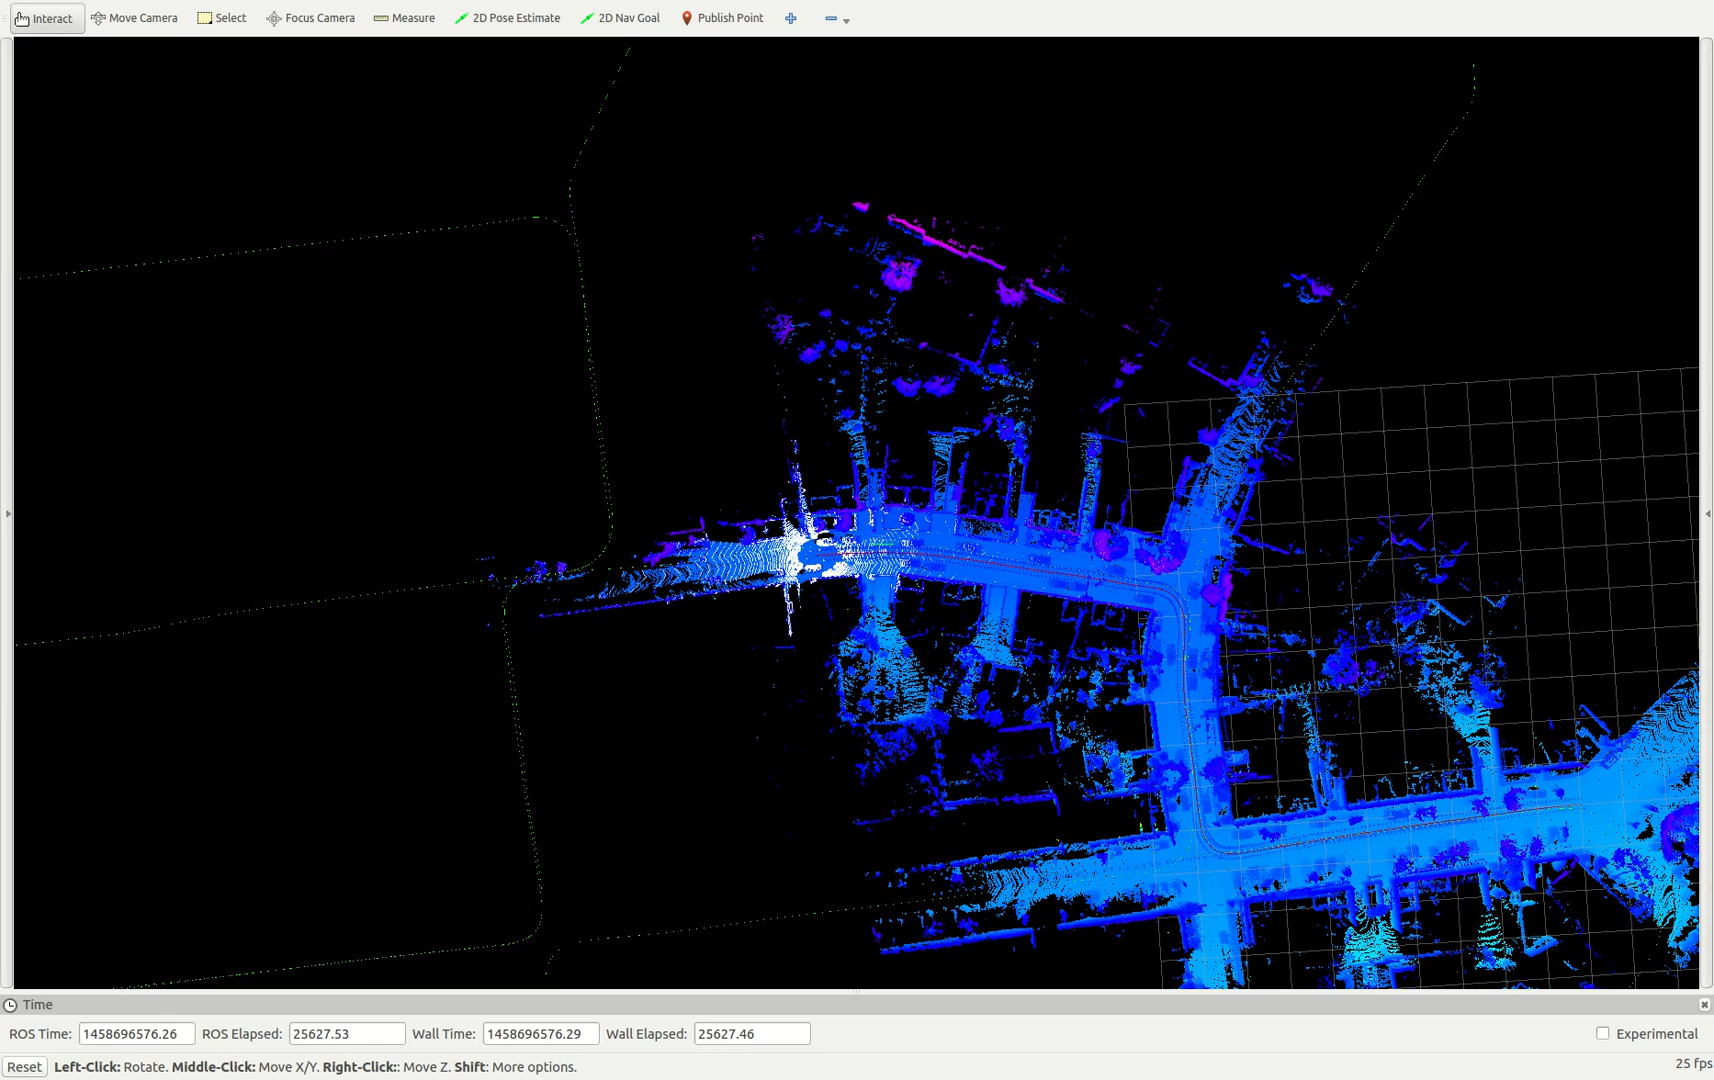 Interact Move Camera Select Focus Camera Measure 2D Pose Estimate 2D Nav Goal Publish Point
Time
ROS Time: 1458696576.26 ROS Elapsed: 25627.53 Wall Time: 1458696576.29 Wall Elapsed: 25627.46 Experimental
Reset Left-Click: Rotate. Middle-Click: Move X/Y. Right-Click:: Move Z. Shift: More options. 25 fps